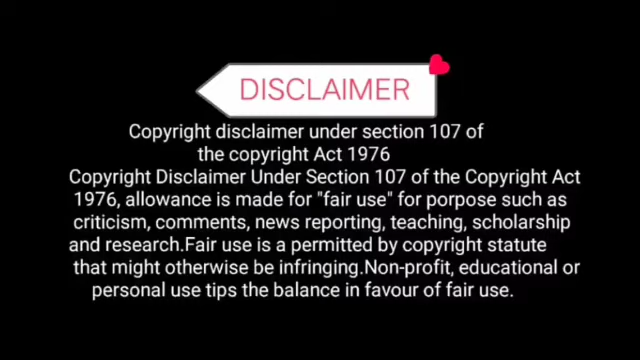 DISCLAIMER
Copyright disclaimer under section 107 of
the copyright Act 1976
Copyright Disclaimer Under Section 107 of the Copyright Act
1976, allowance is made for "fair use" for porpose such as
criticism, comments, news reporting, teaching, scholarship
and research.Fair use is a permitted by copyright statute
that might otherwise be infringing.Non-profit, educational or
personal use tips the balance in favour of fair use.